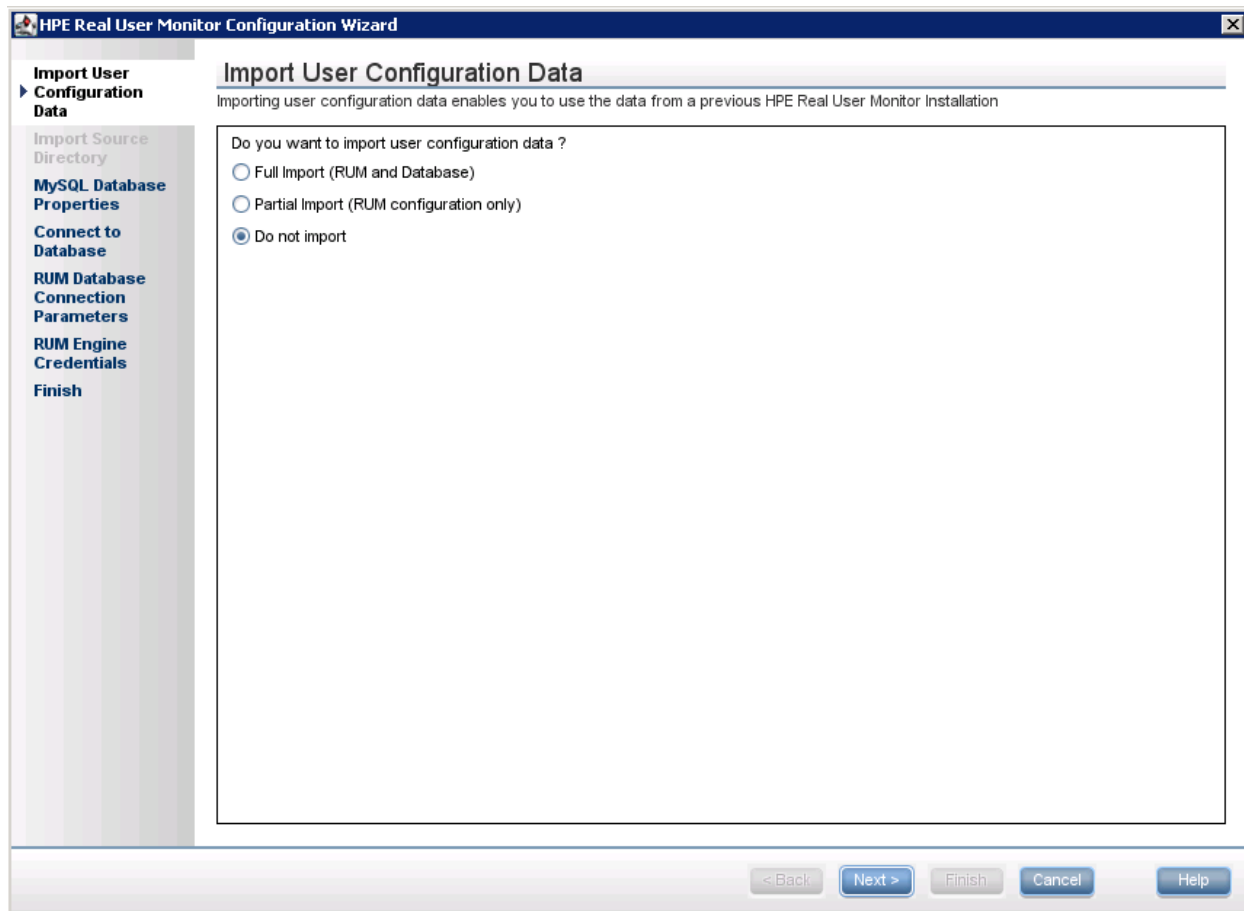 HPE Real User Monitor Configuration Wizard
Import User
Configuration
Data
Import Source
Directory
MySQL Database
Properties
Connect to
Database
RUM Database
Connection
Parameters
RUM Engine
Credentials
Finish
Import User Configuration Data
Importing user configuration data enables you to use the data from a previous HPE Real User Monitor Installation
Do you want to import user configuration data ?
Full Import (RUM and Database)
Partial Import (RUM configuration only)
Do not import
< Back
Next >
Finish
Cancel
Help